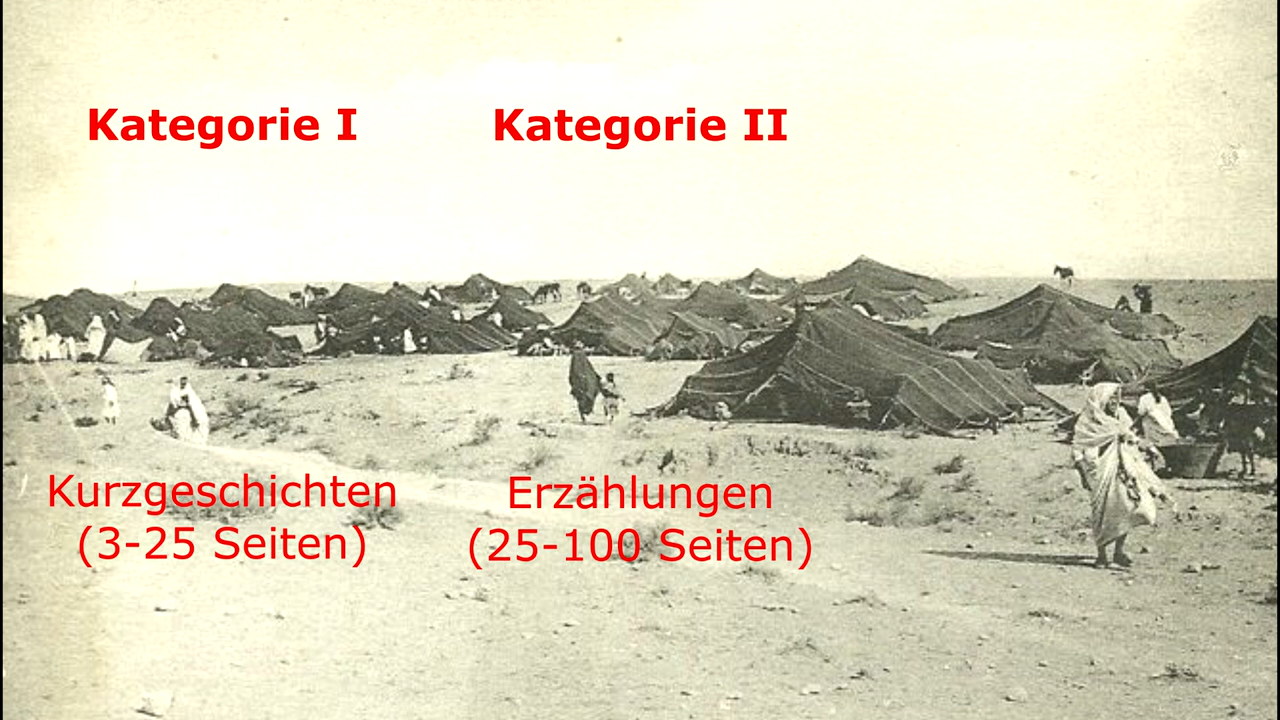 Kategorie I
Kategorie II
Kurzgeschichten
(3-25 Seiten)
Erzählungen
(25-100 Seiten)